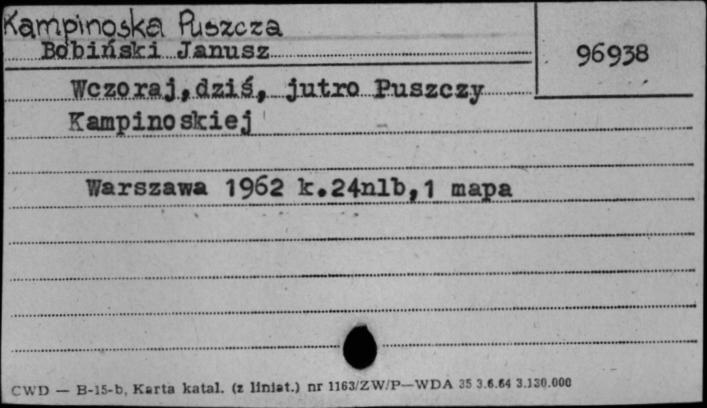 Kampinoska Puszcza
Bobiński Janusz
96938
Wczoraj,dziś, jutro Puszczy
Kampinoskiej
Warszawa 1962 k.24nlb,1 mapa
CWD — B-15-b, Karta katal. (z liniat.) nr 1163/ZW/P—WDA 35 3.6.64 3.130.000